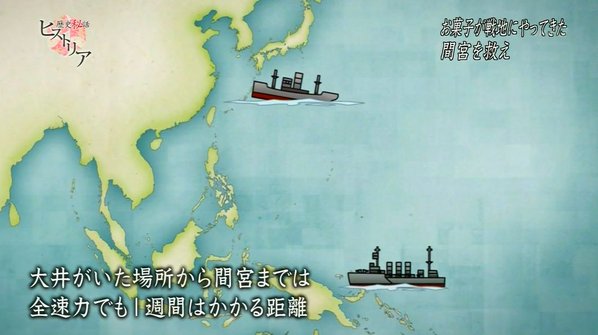 歴史秘話
ヒストリア
お菓子が戦地にやってきた
間宮を救え
大井がいた場所から間宮までは
全速力でも1週間はかかる距離